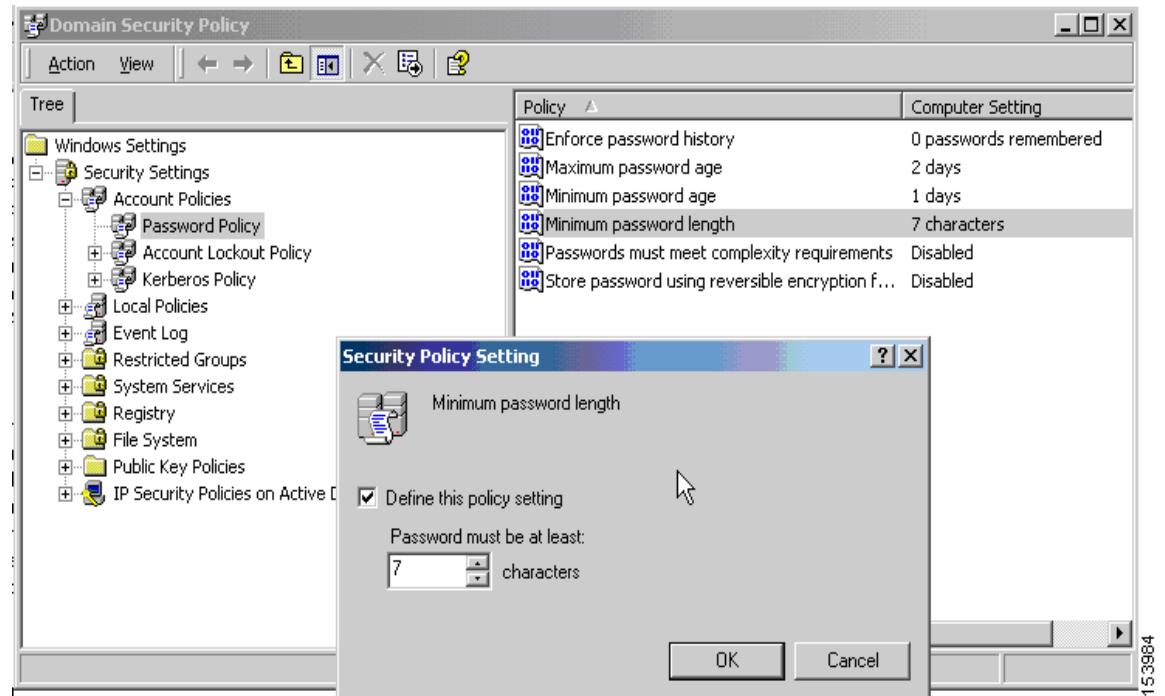 Domain Security Policy
Action View
Tree
Policy Computer Setting
Windows Settings
Security Settings
Account Policies
Password Policy
Account Lockout Policy
Kerberos Policy
Local Policies
Event Log
Restricted Groups
System Services
Registry
File System
Public Key Policies
IP Security Policies on Active D
Enforce password history 0 passwords remembered
Maximum password age 2 days
Minimum password age 1 days
Minimum password length 7 characters
Passwords must meet complexity requirements Disabled
Store password using reversible encryption f... Disabled
Security Policy Setting
Minimum password length
Define this policy setting
Password must be at least:
7 characters
OK Cancel
153984